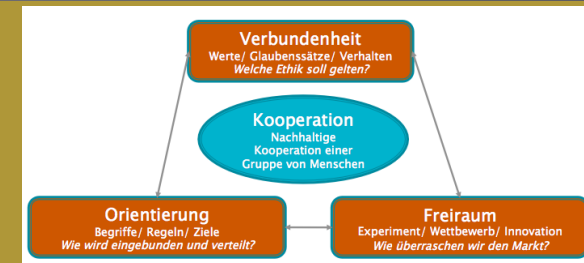 Verbundenheit
Werte/ Glaubenssätze/ Verhalten
Welche Ethik soll gelten?
Kooperation
Nachhaltige
Kooperation einer
Gruppe von Menschen
Orientierung
Begriffe/ Regeln/ Ziele
Wie wird eingebunden und verteilt?
Freiraum
Experiment/ Wettbewerb/ Innovation
Wie überraschen wir den Markt?